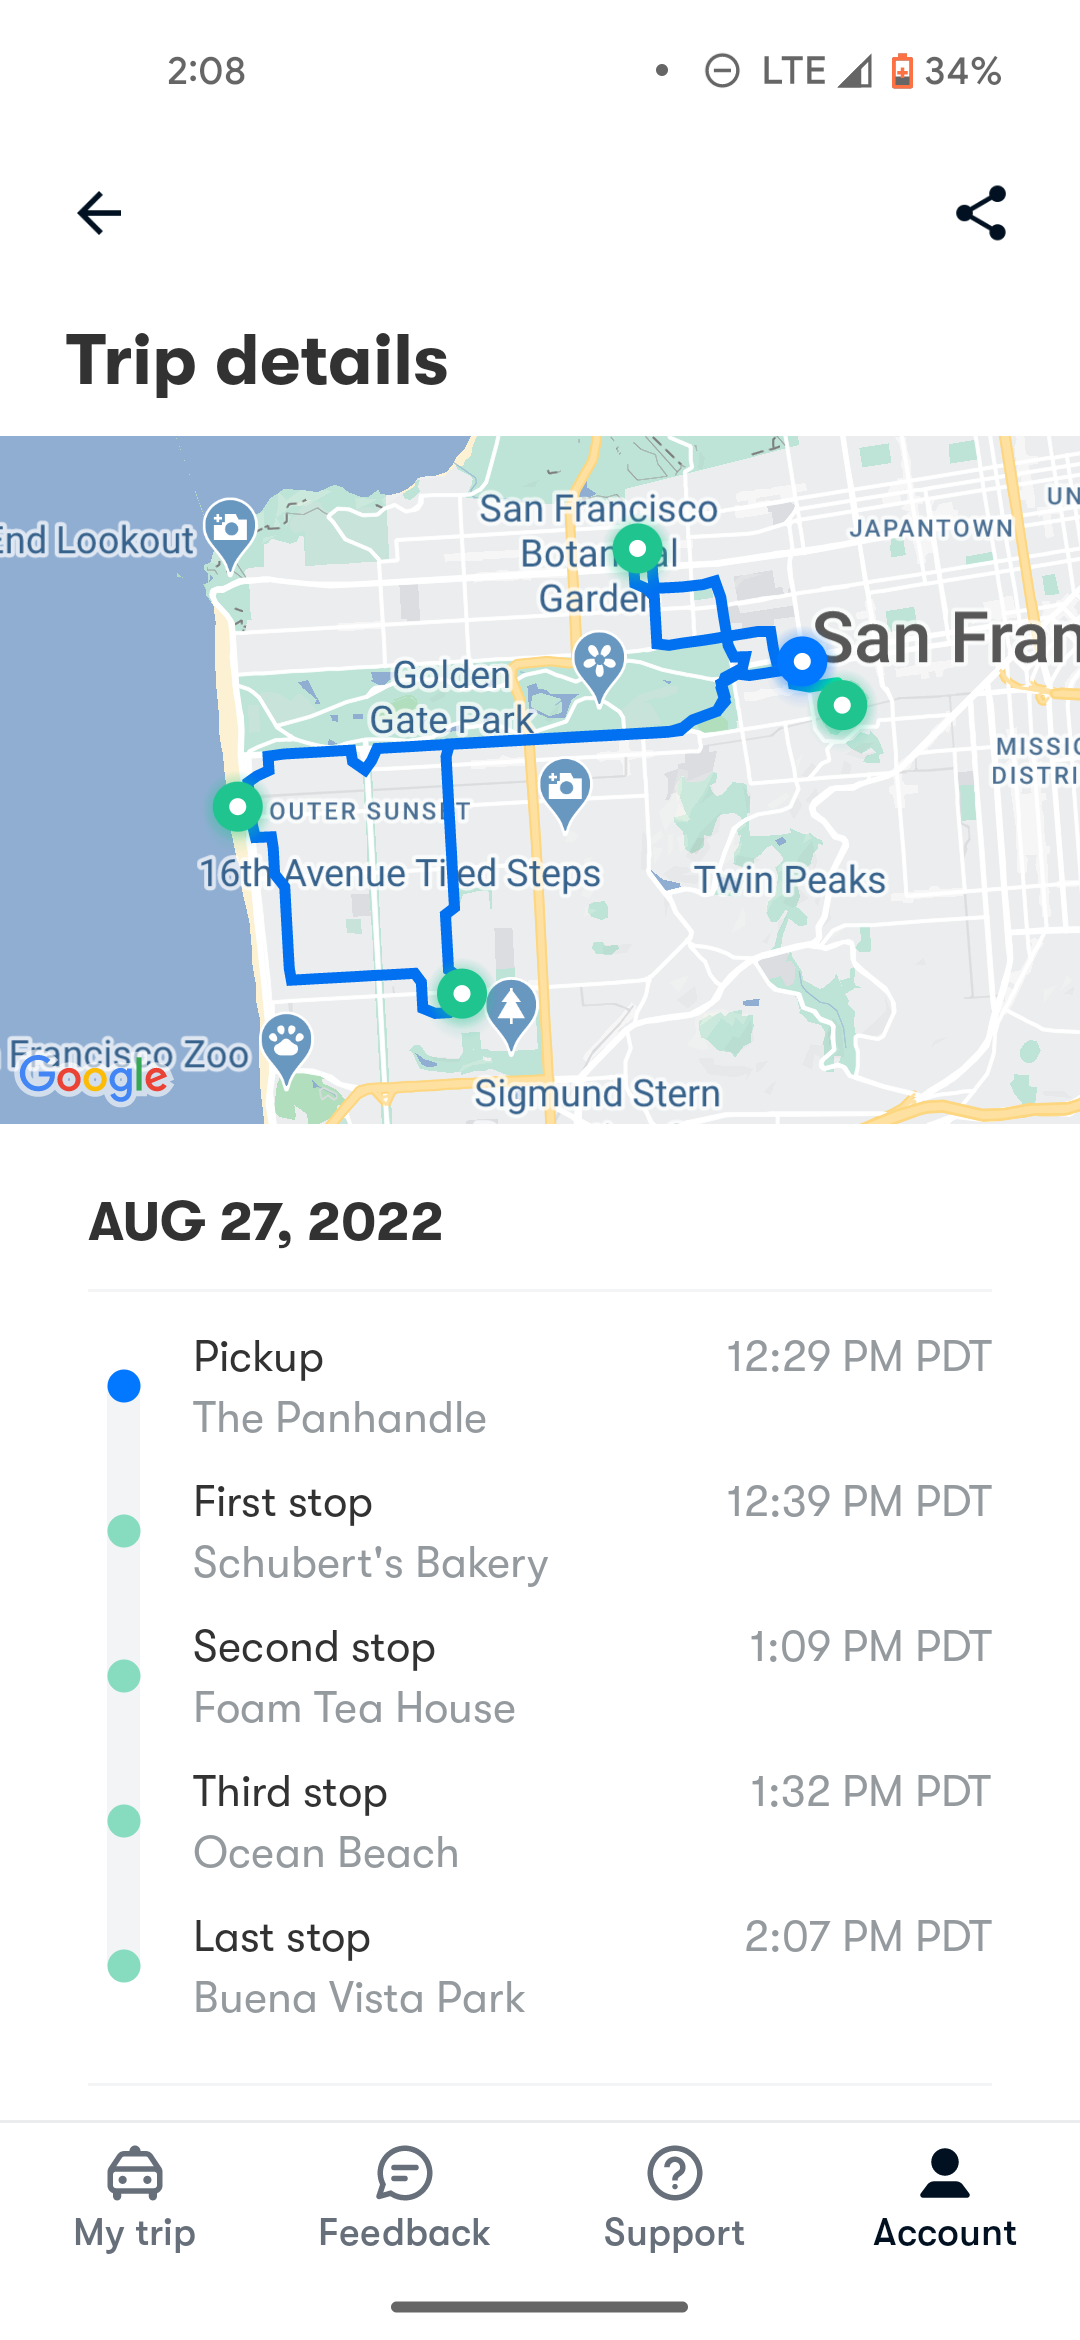 2:08
LTE 34%
Trip details
End Lookout
San Francisco
Botanical
Garden
JAPANTOWN
UN
San Fran
Golden
Gate Park
MISSIO
DISTRI
OUTER SUNSET
16th Avenue Tiled Steps
Twin Peaks
Francisco Zoo
Google
Sigmund Stern
AUG 27, 2022
Pickup 12:29 PM PDT
The Panhandle
First stop 12:39 PM PDT
Schubert's Bakery
Second stop 1:09 PM PDT
Foam Tea House
Third stop 1:32 PM PDT
Ocean Beach
Last stop 2:07 PM PDT
Buena Vista Park
My trip Feedback Support Account